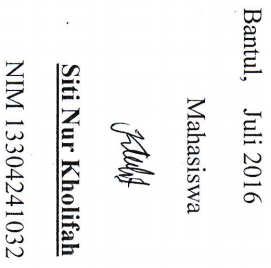 Bantul, Juli 2016
Mahasiswa
Siti Nur Kholifah
NIM 13304241032